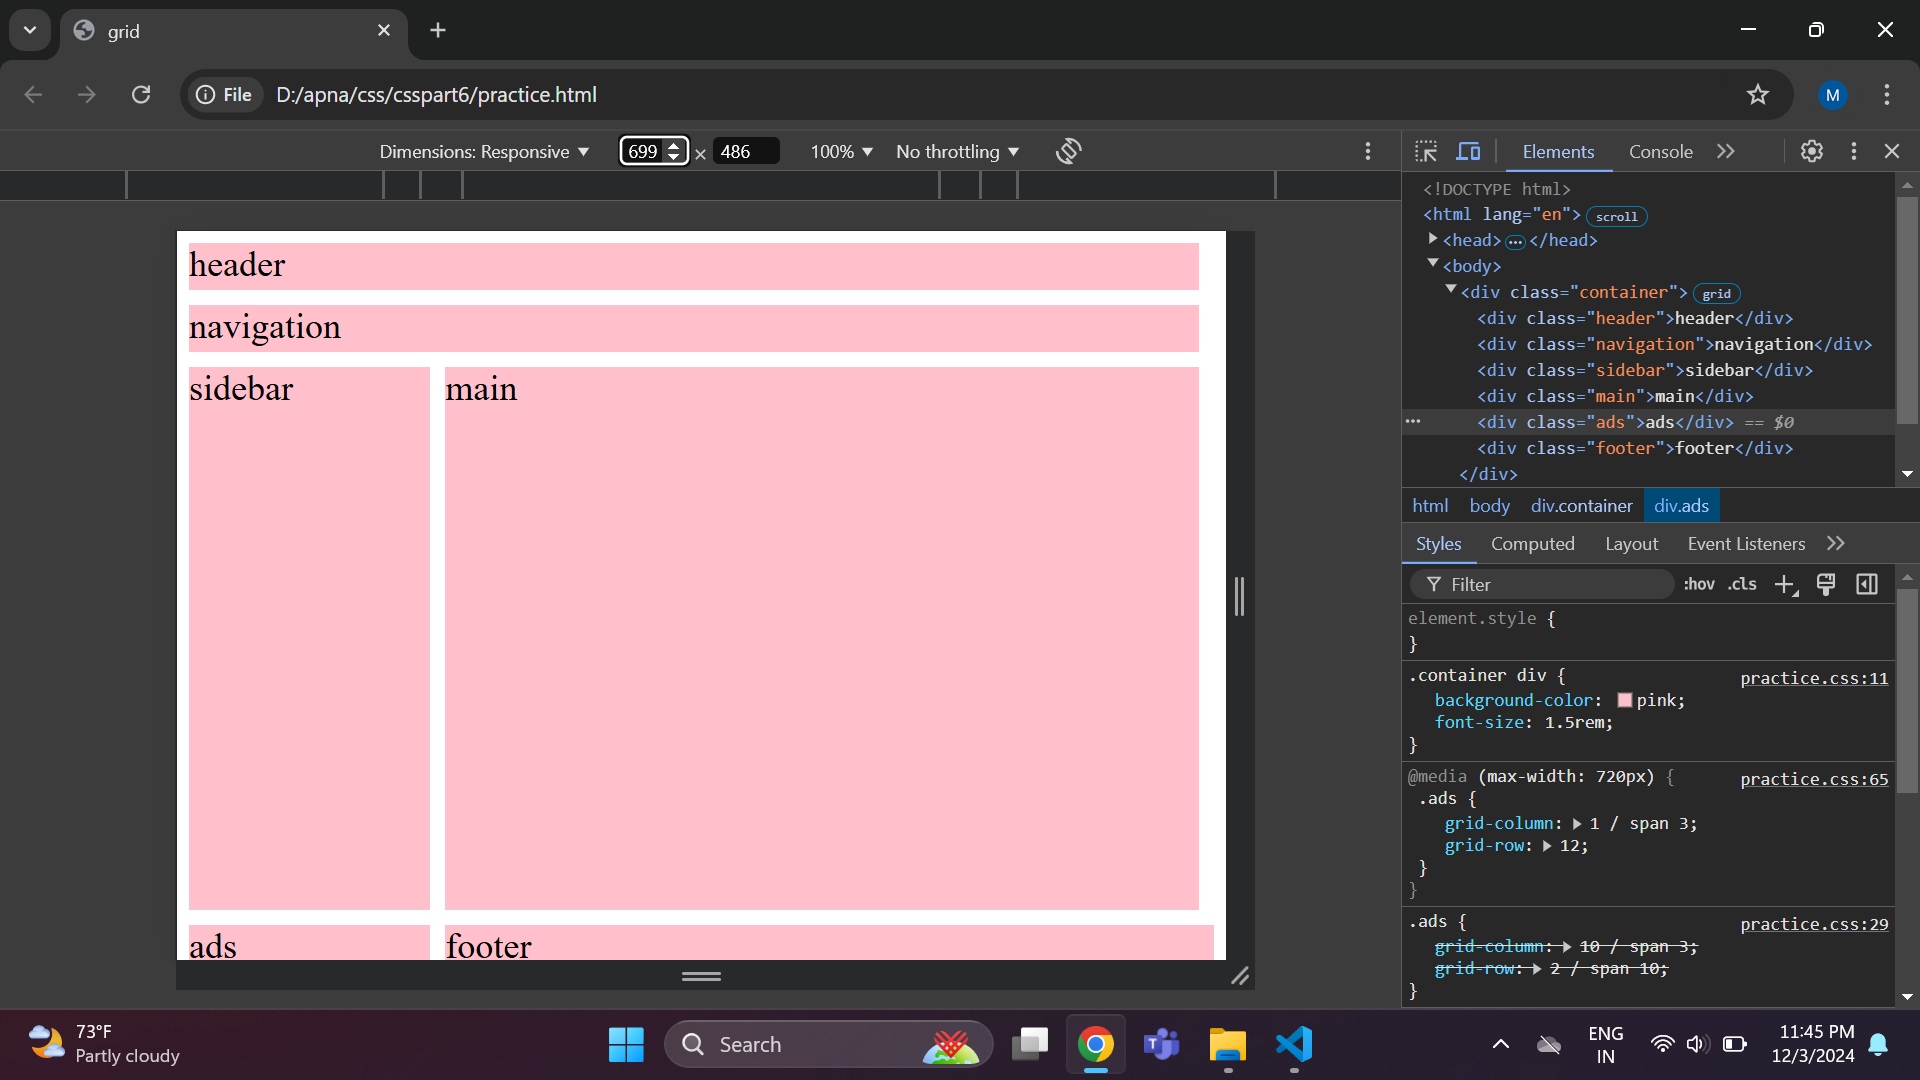 grid
File D:/apna/css/csspart6/practice.html
M
Dimensions: Responsive 699 × 486 100% No throttling
Elements Console
header
navigation
sidebar main
ads footer
<!DOCTYPE html>
<html lang="en"> scroll
<head> ··· </head>
<body>
<div class="container"> grid
<div class="header">header</div>
<div class="navigation">navigation</div>
<div class="sidebar">sidebar</div>
<div class="main">main</div>
<div class="ads">ads</div> == $0
<div class="footer">footer</div>
</div>
html body div.container div.ads
Styles Computed Layout Event Listeners
Filter :hov .cls
element.style {
}
.container div { practice.css:11
background-color: pink;
font-size: 1.5rem;
}
@media (max-width: 720px) { practice.css:65
.ads {
grid-column: 1 / span 3;
grid-row: 12;
}
}
.ads { practice.css:29
grid-column: 10 / span 3;
grid-row: 2 / span 10;
}
73°F
Partly cloudy
Search
ENG
IN
11:45 PM
12/3/2024